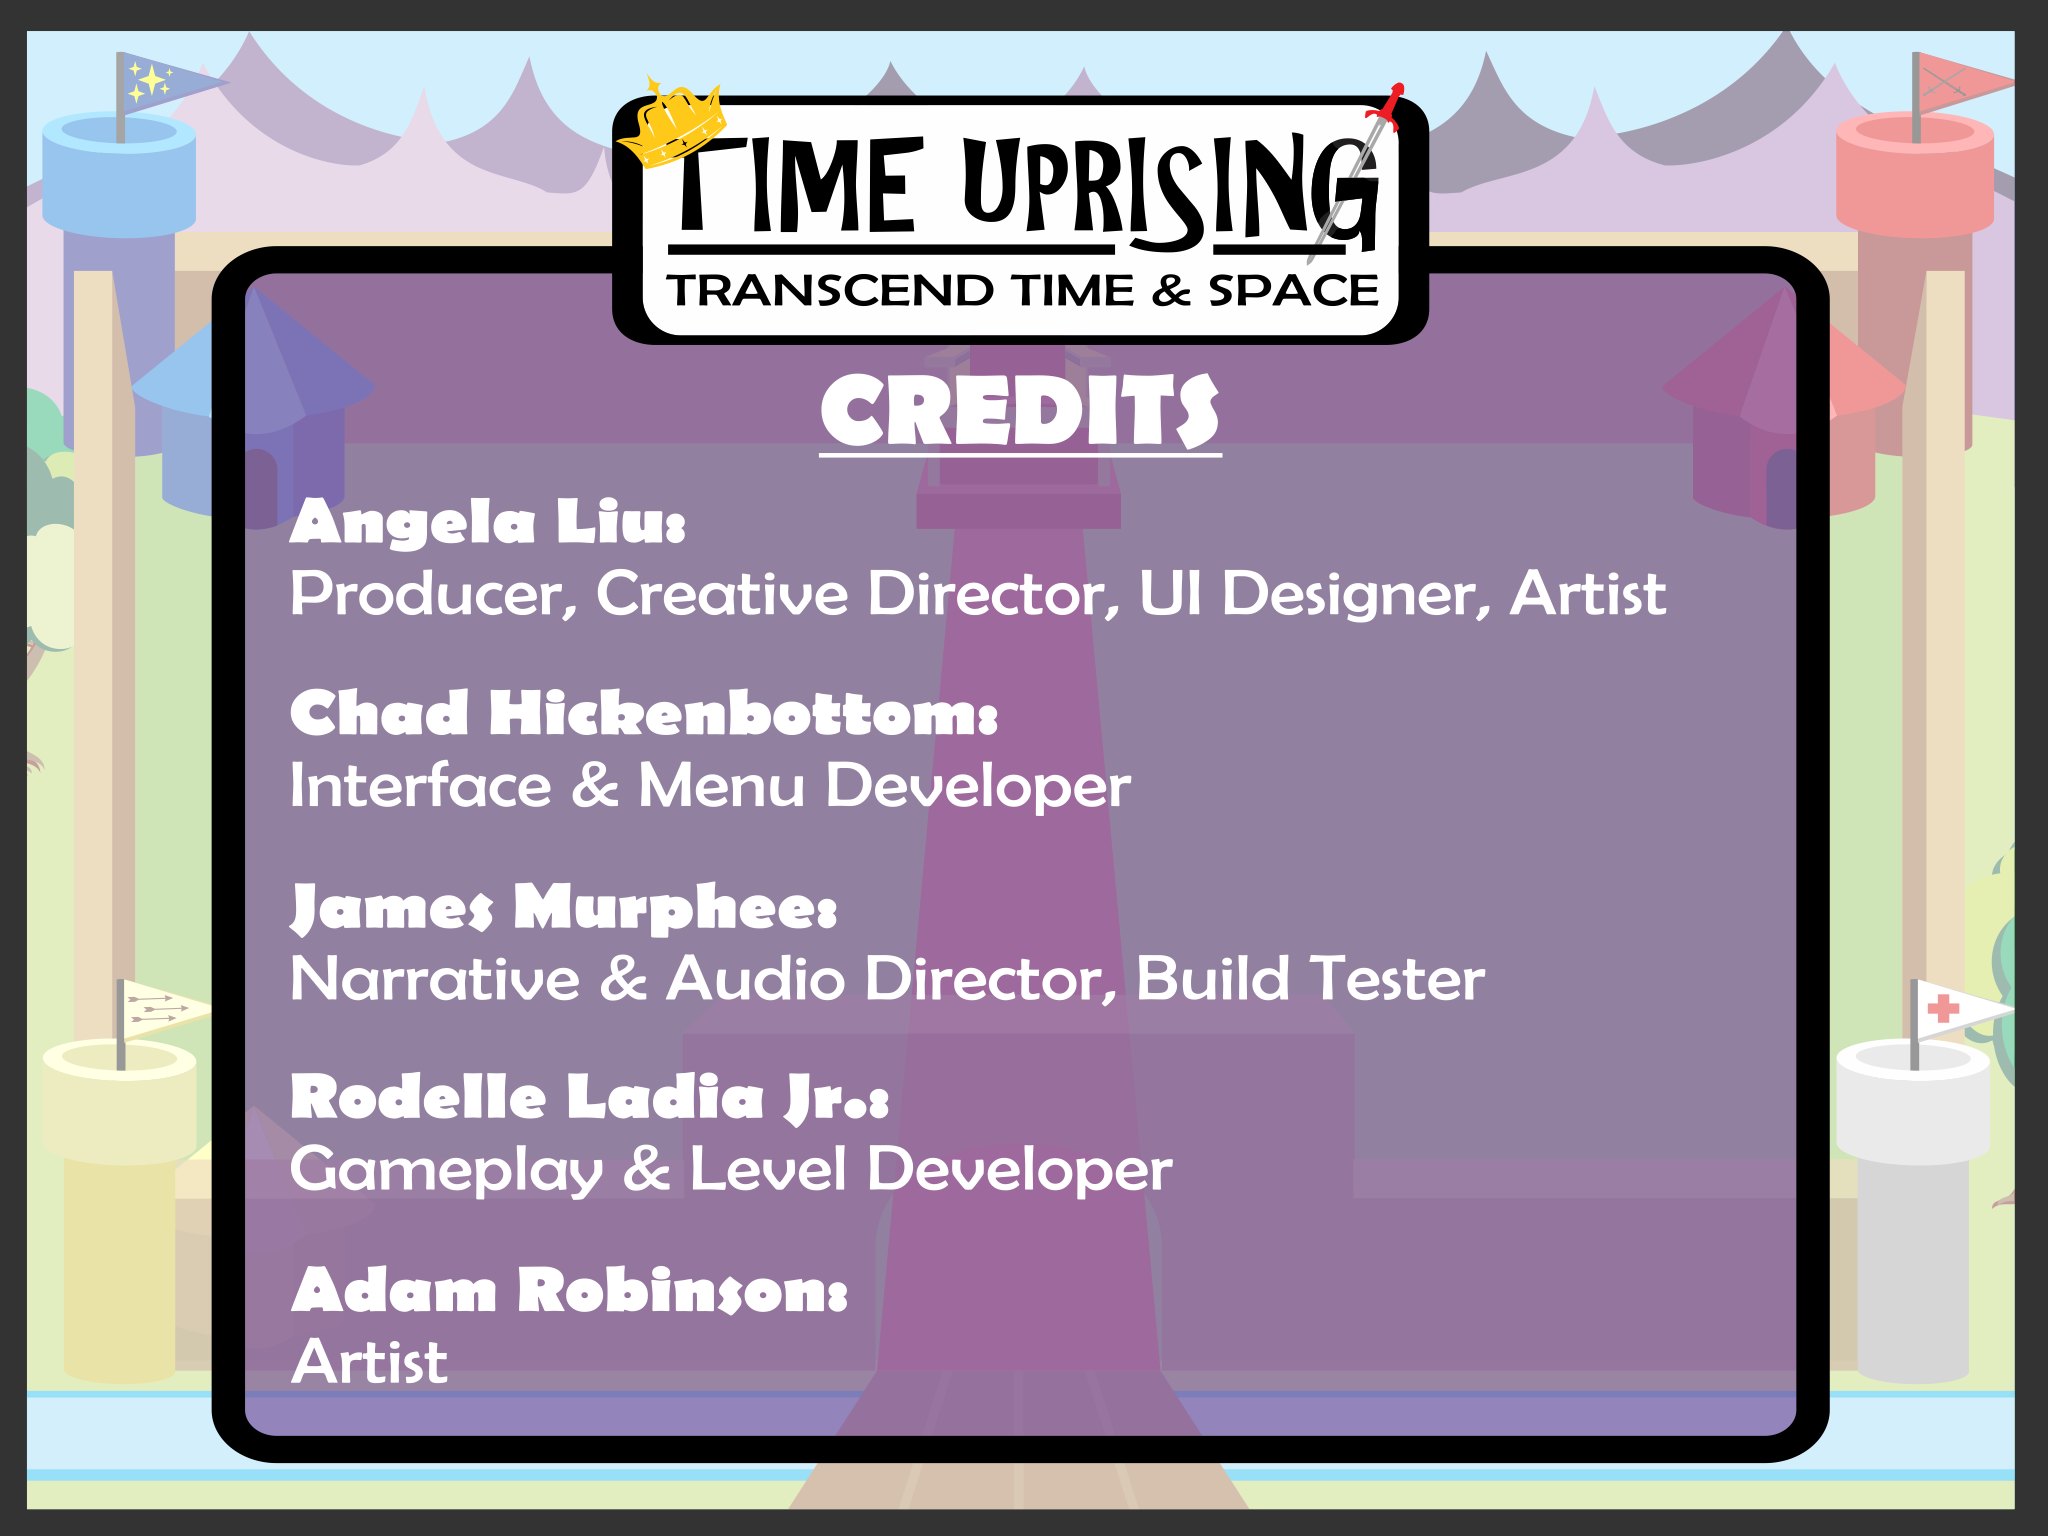 TIME UPRISING
TRANSCEND TIME & SPACE
CREDITS
Angela Liu:
Producer, Creative Director, UI Designer, Artist
Chad Hickenbottom:
Interface & Menu Developer
James Murphee:
Narrative & Audio Director, Build Tester
Rodelle Ladia Jr.:
Gameplay & Level Developer
Adam Robinson:
Artist